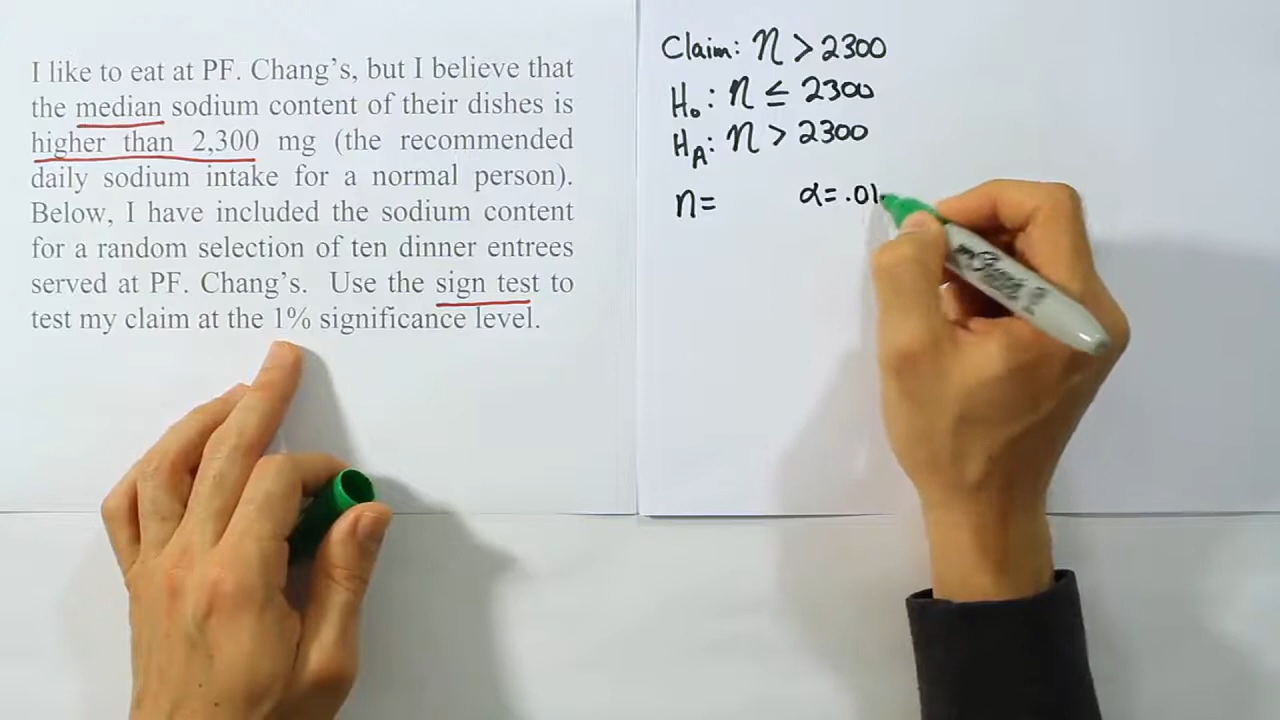 I like to eat at PF. Chang's, but I believe that
the median sodium content of their dishes is
higher than 2,300 mg (the recommended
daily sodium intake for a normal person).
Below, I have included the sodium content
for a random selection of ten dinner entrees
served at PF. Chang's. Use the sign test to
test my claim at the 1% significance level.
Claim: η > 2300
H₀: η ≤ 2300
H_A: η > 2300
n= α= .01